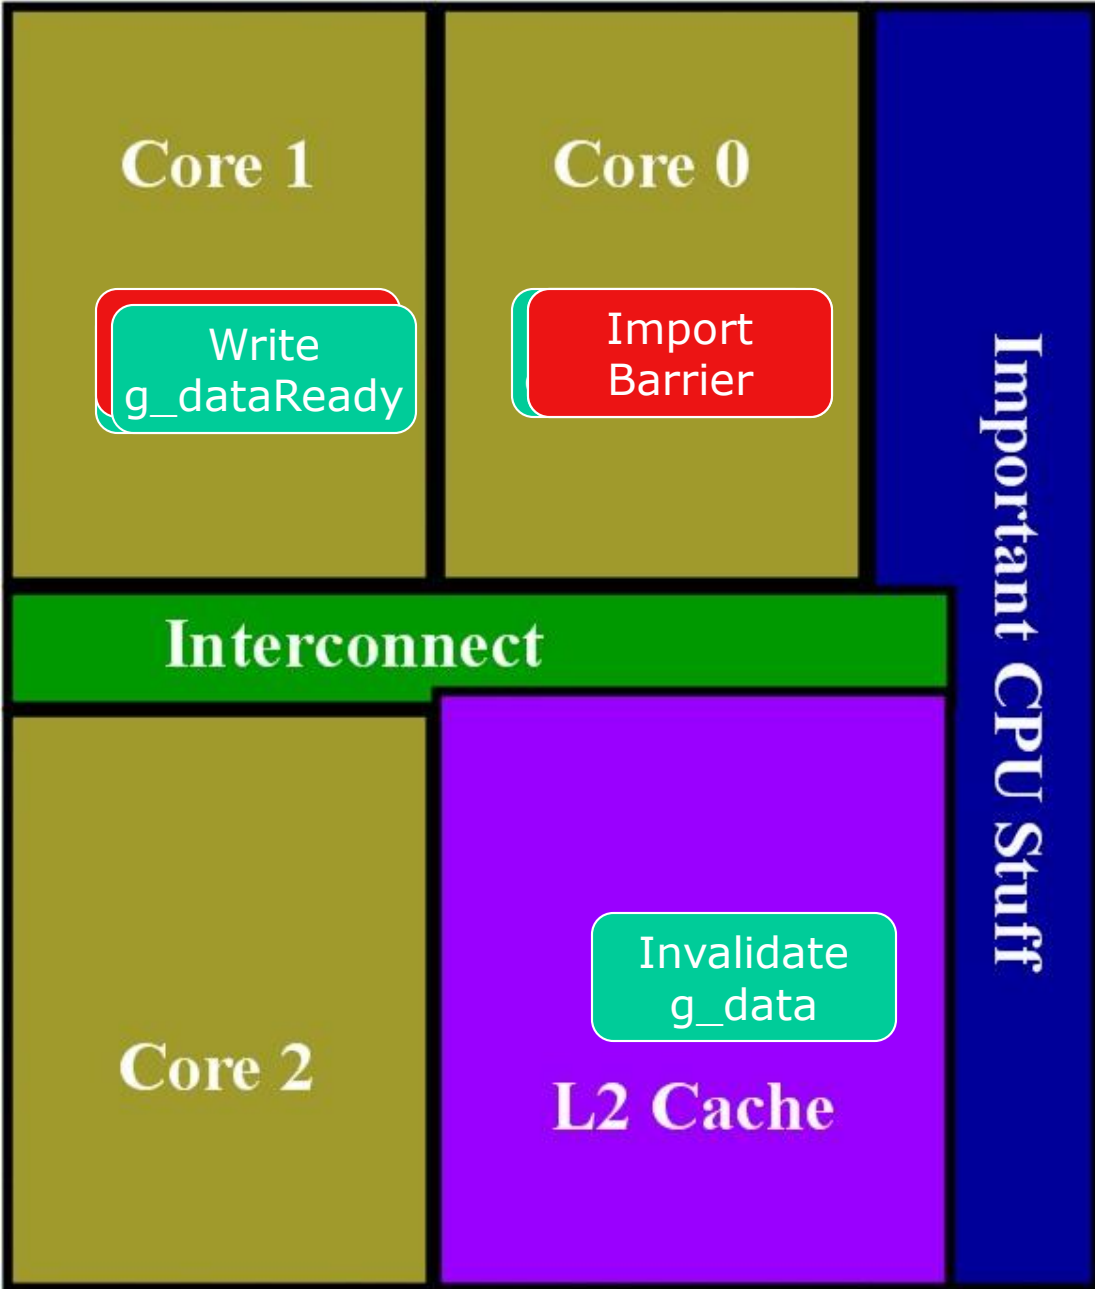 Core 1
Core 0
Write
g_dataReady
Import
Barrier
Important CPU Stuff
Interconnect
Invalidate
g_data
Core 2
L2 Cache